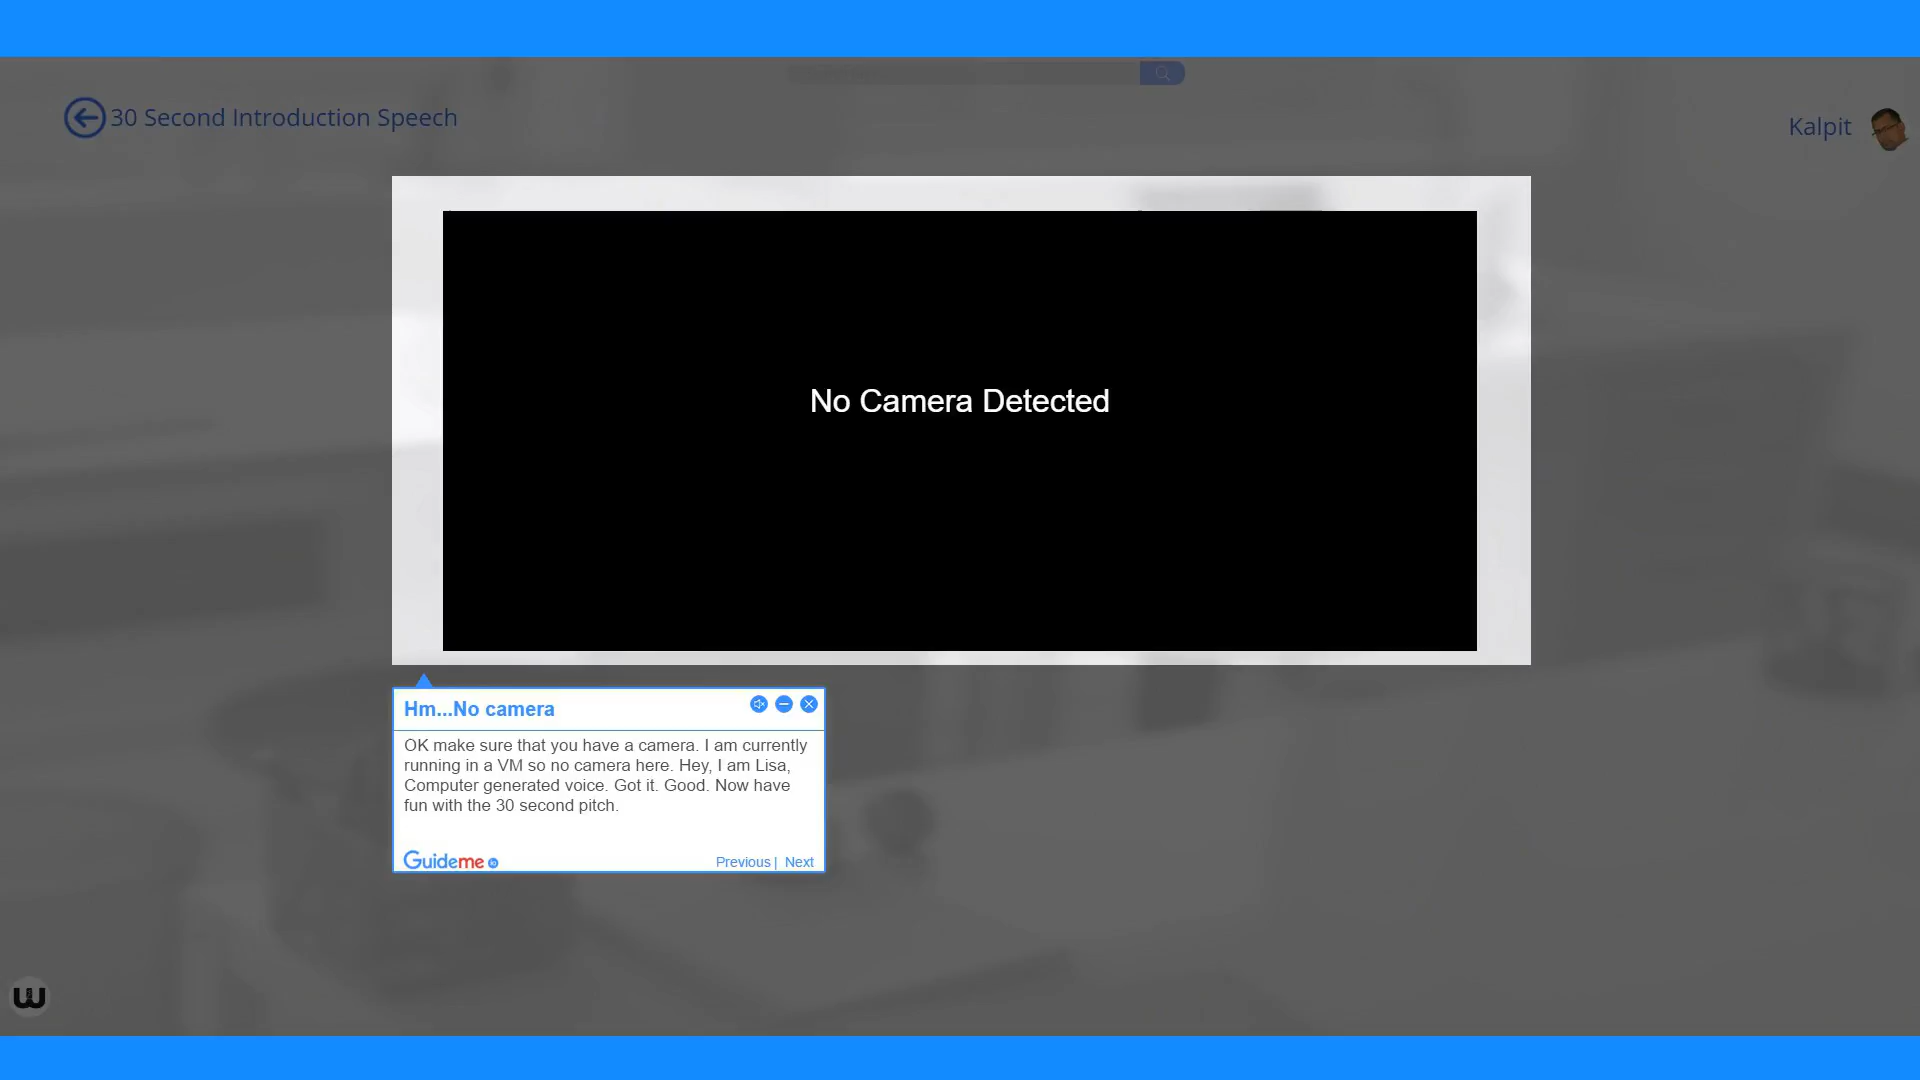 30 Second Introduction Speech
Kalpit
No Camera Detected
Hm...No camera
OK make sure that you have a camera. I am currently
running in a VM so no camera here. Hey, I am Lisa,
Computer generated voice. Got it. Good. Now have
fun with the 30 second pitch.
Guideme
Previous | Next